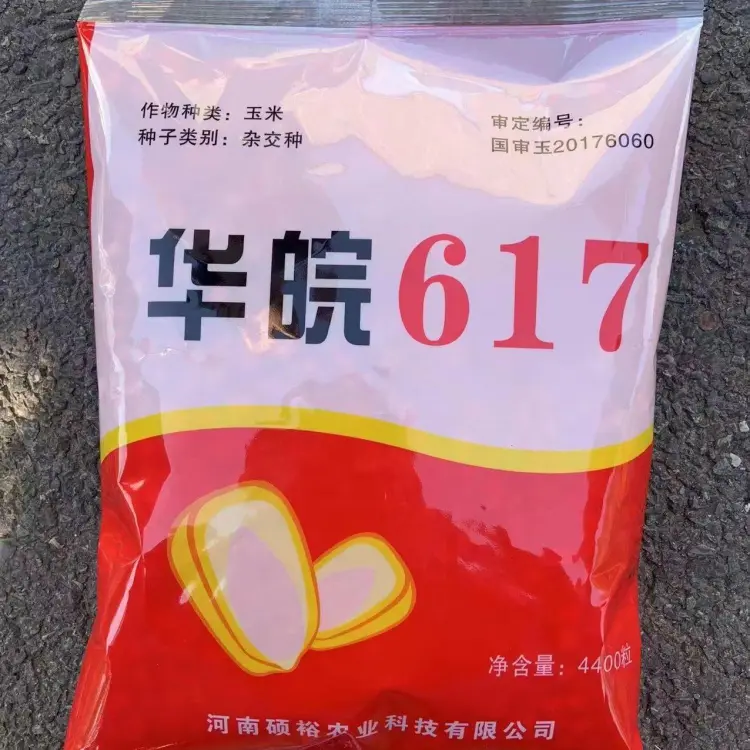 作物种类：玉米
种子类别：杂交种
审定编号：
国审玉20176060
华皖617
净含量：4400粒
河南硕裕农业科技有限公司